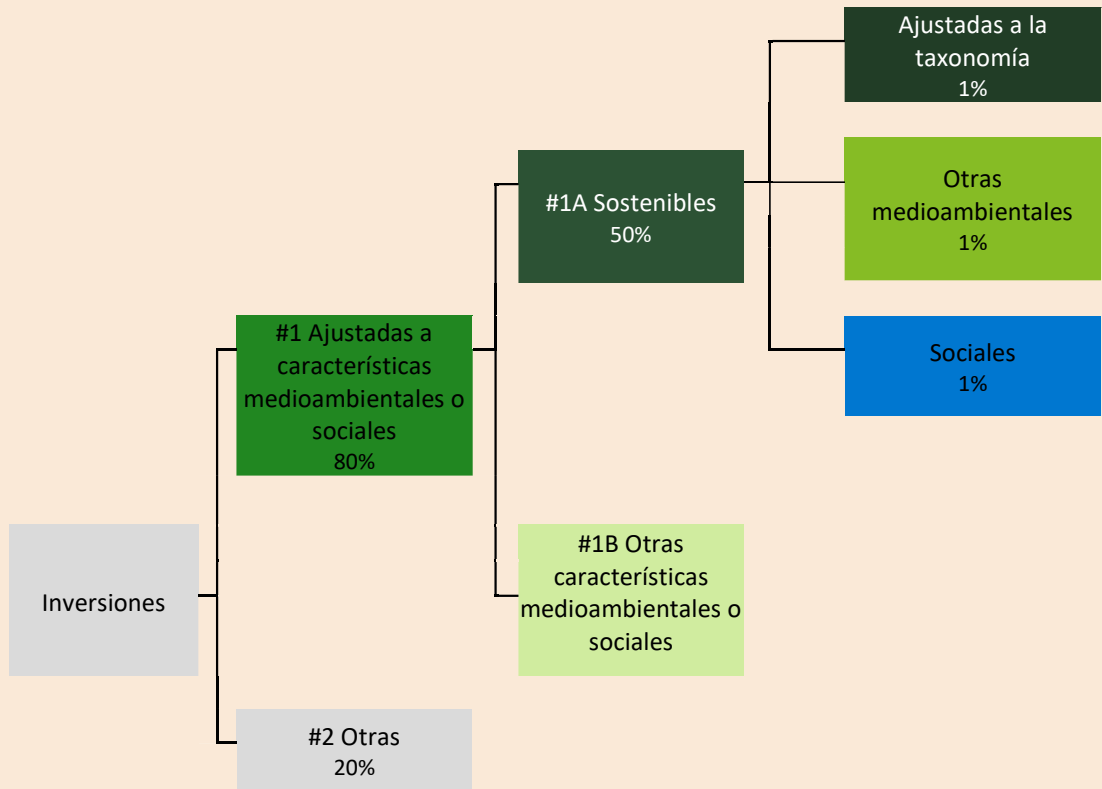 Ajustadas a la
taxonomía
1%
Otras
medioambientales
1%
#1A Sostenibles
50%
Sociales
1%
#1 Ajustadas a
características
medioambientales o
sociales
80%
#1B Otras
características
medioambientales o
sociales
Inversiones
#2 Otras
20%